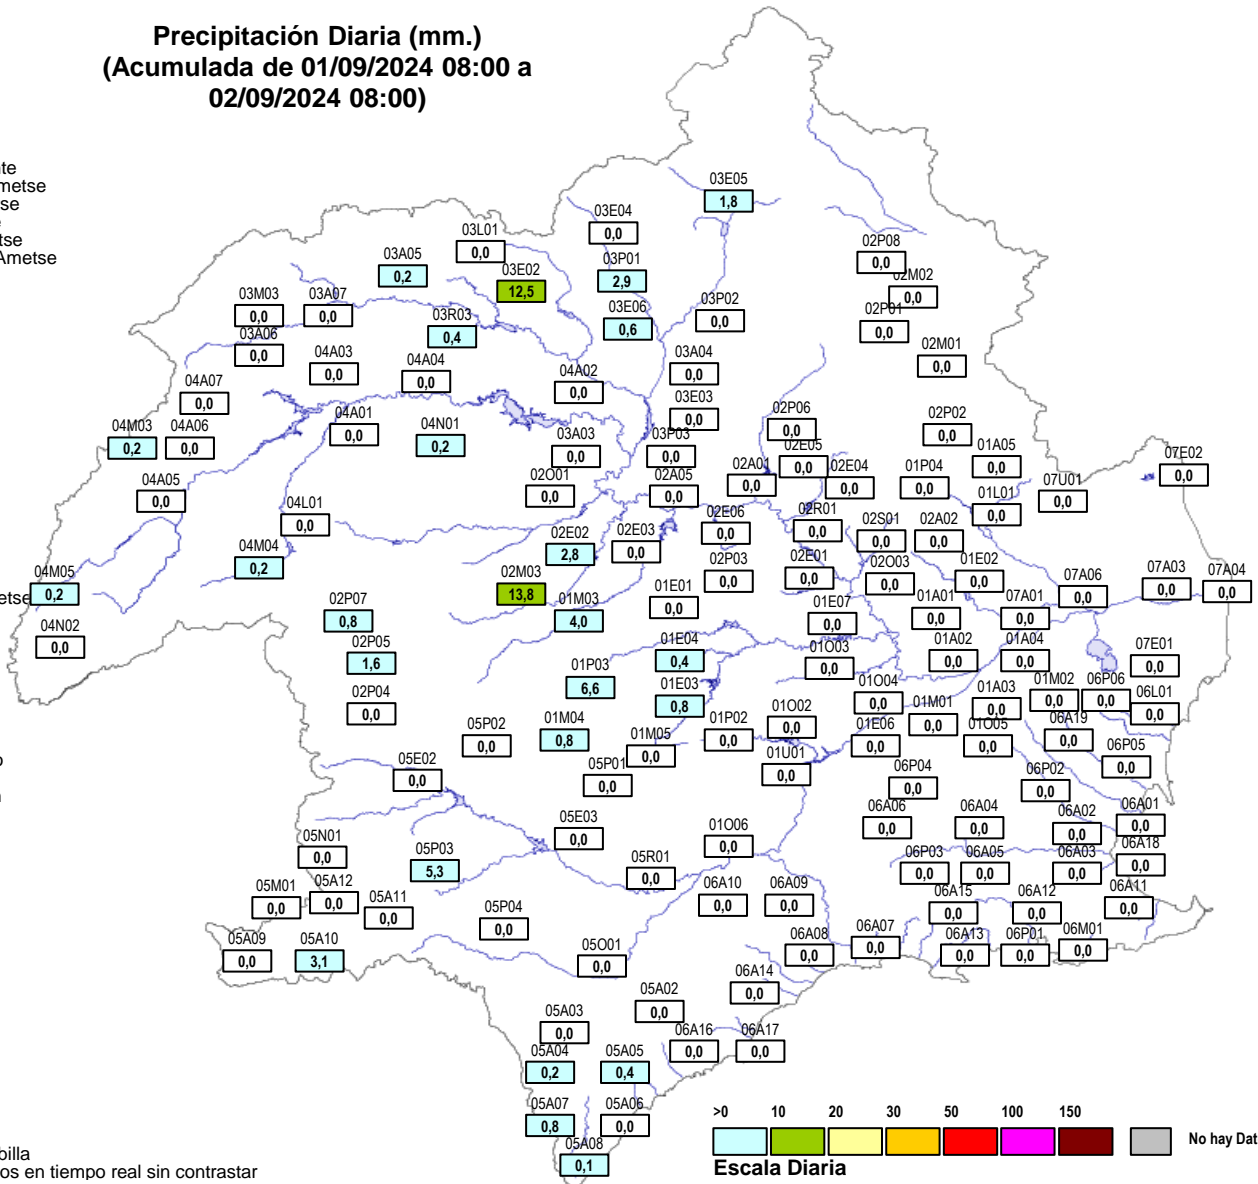 Precipitación Diaria (mm.)
(Acumulada de 01/09/2024 08:00 a
02/09/2024 08:00)
nte
metse
tse
e
tse
Ametse
03E05
1,8
03E04
0,0
03L01
0,0
03A05
0,2
03E02
12,5
03P01
2,9
02P08
0,0
02M02
0,0
03M03
0,0
03A07
0,0
03R03
0,4
03E06
0,6
03P02
0,0
02P01
0,0
03A06
0,0
04A03
0,0
04A04
0,0
04A02
0,0
03A04
0,0
02M01
0,0
04A07
0,0
03E03
0,0
04M03
0,2
04A06
0,0
04A01
0,0
04N01
0,2
03A03
0,0
03P03
0,0
02P06
0,0
02E05
0,0
02P02
0,0
01A05
0,0
07E02
0,0
04A05
0,0
02O01
0,0
02A05
0,0
02A01
0,0
02E04
0,0
01P04
0,0
01L01
0,0
07U01
0,0
04L01
0,0
02E02
2,8
02E03
0,0
02E06
0,0
02R01
0,0
02S01
0,0
02A02
0,0
04M05
0,2
04M04
0,2
02M03
13,8
01M03
4,0
02P03
0,0
02E01
0,0
02O03
0,0
01E02
0,0
07A06
0,0
07A03
0,0
07A04
0,0
etse
04N02
0,0
02P07
0,8
01E01
0,0
01E07
0,0
01A01
0,0
07A01
0,0
02P05
1,6
01E04
0,4
01O03
0,0
01A02
0,0
01A04
0,0
07E01
0,0
02P04
0,0
01P03
6,6
01E03
0,8
01O04
0,0
01M01
0,0
01A03
0,0
01M02
0,0
06P06
0,0
06L01
0,0
05P02
0,0
01M04
0,8
01M05
0,0
01P02
0,0
01O02
0,0
01E06
0,0
01O05
0,0
06A19
0,0
06P05
0,0
o
05E02
0,0
05P01
0,0
01U01
0,0
06P04
0,0
06P02
0,0
05N01
0,0
05E03
0,0
01O06
0,0
06A06
0,0
06A04
0,0
06A02
0,0
06A01
0,0
05P03
5,3
05R01
0,0
06P03
0,0
06A05
0,0
06A03
0,0
06A18
0,0
05M01
0,0
05A12
0,0
05A11
0,0
06A10
0,0
06A09
0,0
06A15
0,0
06A12
0,0
06A11
0,0
05A09
0,0
05A10
3,1
05P04
0,0
05O01
0,0
06A08
0,0
06A07
0,0
06A13
0,0
06P01
0,0
06M01
0,0
06A14
0,0
05A03
0,0
05A02
0,0
06A16
0,0
06A17
0,0
05A04
0,2
05A05
0,4
05A07
0,8
05A06
0,0
05A08
0,1
>0 10 20 30 50 100 150
No hay Dat
Escala Diaria
billa
os en tiempo real sin contrastar